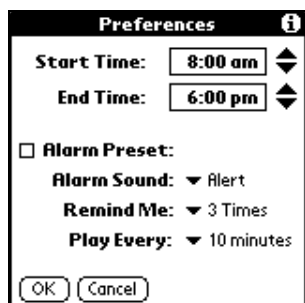 Preferences
Start Time: 8:00 am
End Time: 6:00 pm
Alarm Preset:
Alarm Sound: Alert
Remind Me: 3 Times
Play Every: 10 minutes
OK Cancel